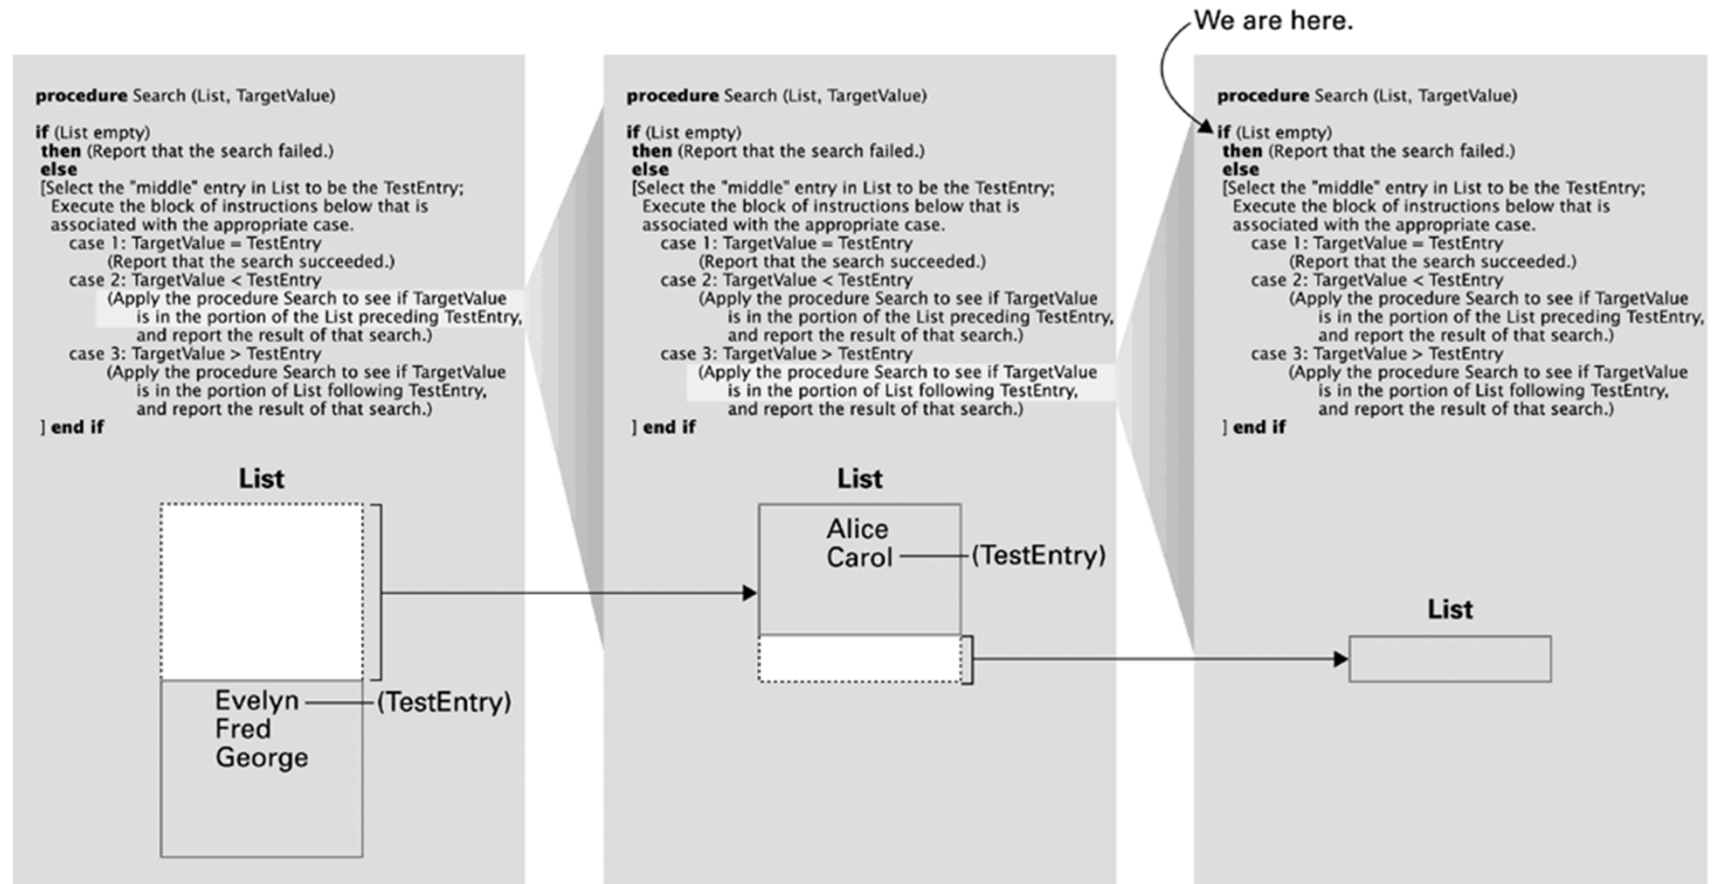 We are here.
procedure Search (List, TargetValue)
if (List empty)
then (Report that the search failed.)
else
[Select the "middle" entry in List to be the TestEntry;
Execute the block of instructions below that is
associated with the appropriate case.
case 1: TargetValue = TestEntry
(Report that the search succeeded.)
case 2: TargetValue < TestEntry
(Apply the procedure Search to see if TargetValue
is in the portion of the List preceding TestEntry,
and report the result of that search.)
case 3: TargetValue > TestEntry
(Apply the procedure Search to see if TargetValue
is in the portion of List following TestEntry,
and report the result of that search.)
] end if
List
Evelyn (TestEntry)
Fred
George
procedure Search (List, TargetValue)
if (List empty)
then (Report that the search failed.)
else
[Select the "middle" entry in List to be the TestEntry;
Execute the block of instructions below that is
associated with the appropriate case.
case 1: TargetValue = TestEntry
(Report that the search succeeded.)
case 2: TargetValue < TestEntry
(Apply the procedure Search to see if TargetValue
is in the portion of the List preceding TestEntry,
and report the result of that search.)
case 3: TargetValue > TestEntry
(Apply the procedure Search to see if TargetValue
is in the portion of List following TestEntry,
and report the result of that search.)
] end if
List
Alice
Carol (TestEntry)
procedure Search (List, TargetValue)
if (List empty)
then (Report that the search failed.)
else
[Select the "middle" entry in List to be the TestEntry;
Execute the block of instructions below that is
associated with the appropriate case.
case 1: TargetValue = TestEntry
(Report that the search succeeded.)
case 2: TargetValue < TestEntry
(Apply the procedure Search to see if TargetValue
is in the portion of the List preceding TestEntry,
and report the result of that search.)
case 3: TargetValue > TestEntry
(Apply the procedure Search to see if TargetValue
is in the portion of List following TestEntry,
and report the result of that search.)
] end if
List